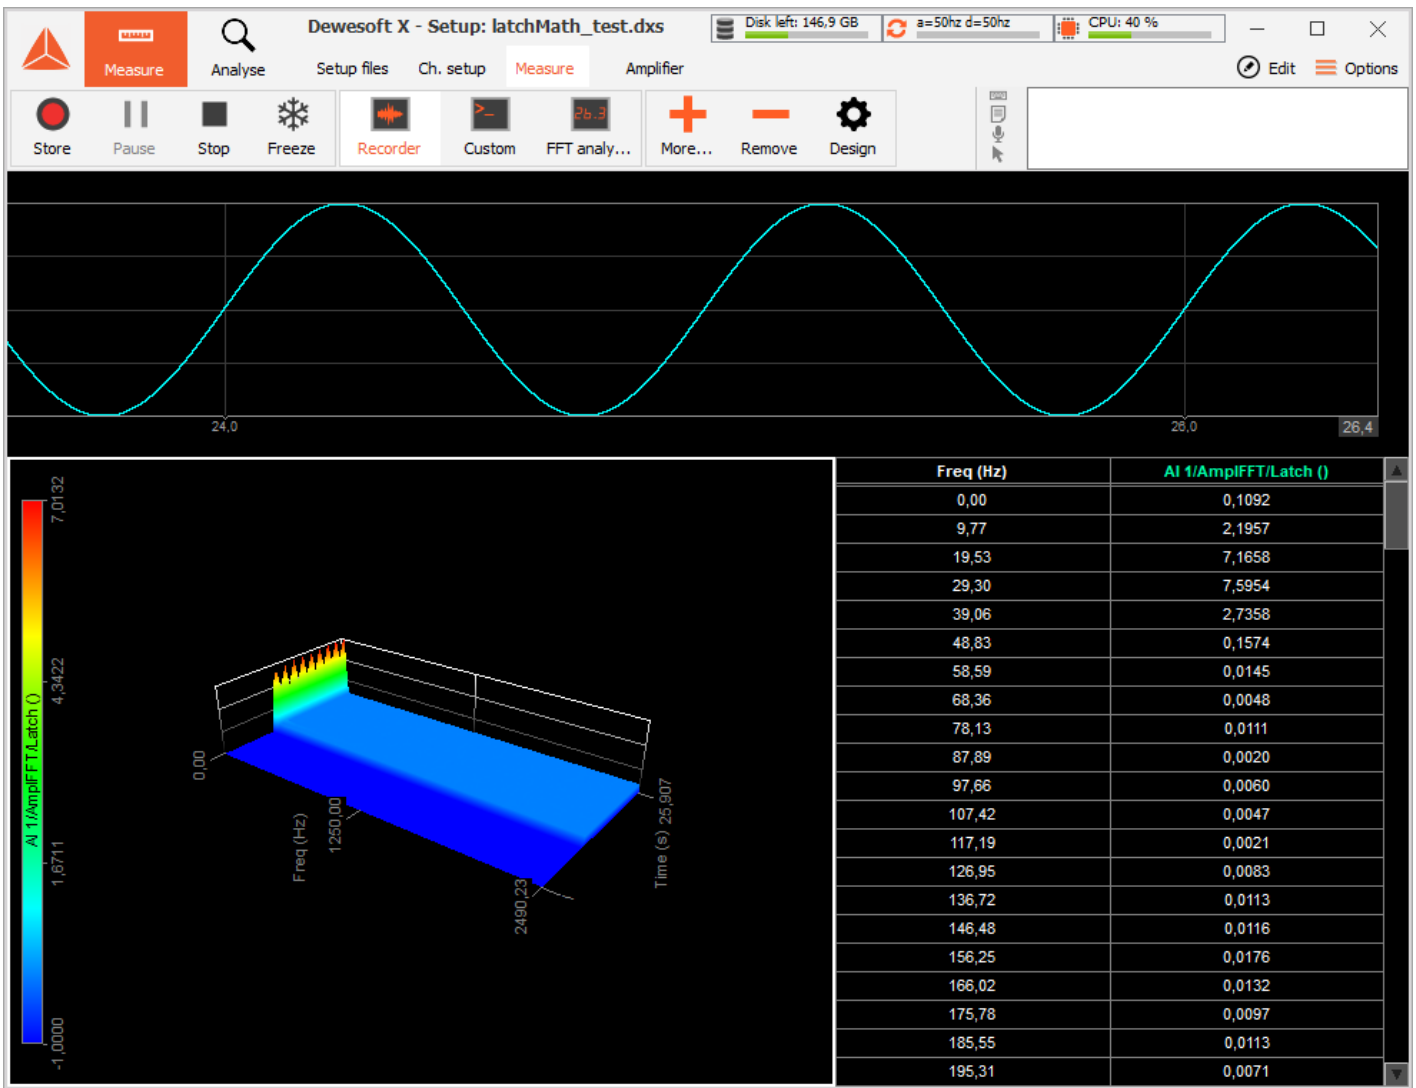 Dewesoft X - Setup: latchMath_test.dxs
Disk left: 146,9 GB
a=50hz d=50hz
CPU: 40 %
Measure
Analyse
Setup files
Ch. setup
Measure
Amplifier
Edit
Options
Store
Pause
Stop
Freeze
Recorder
Custom
FFT analy...
More...
Remove
Design
>_
26.3
24,0
26,0
26,4
7,0132
4,3422
1,6711
-1,0000
AI 1/AmplFFT/Latch ()
0,00
1250,00
2490,23
Freq (Hz)
Time (s)
25,907
Freq (Hz) AI 1/AmplFFT/Latch ()
0,00 0,1092
9,77 2,1957
19,53 7,1658
29,30 7,5954
39,06 2,7358
48,83 0,1574
58,59 0,0145
68,36 0,0048
78,13 0,0111
87,89 0,0020
97,66 0,0060
107,42 0,0047
117,19 0,0021
126,95 0,0083
136,72 0,0113
146,48 0,0116
156,25 0,0176
166,02 0,0132
175,78 0,0097
185,55 0,0113
195,31 0,0071